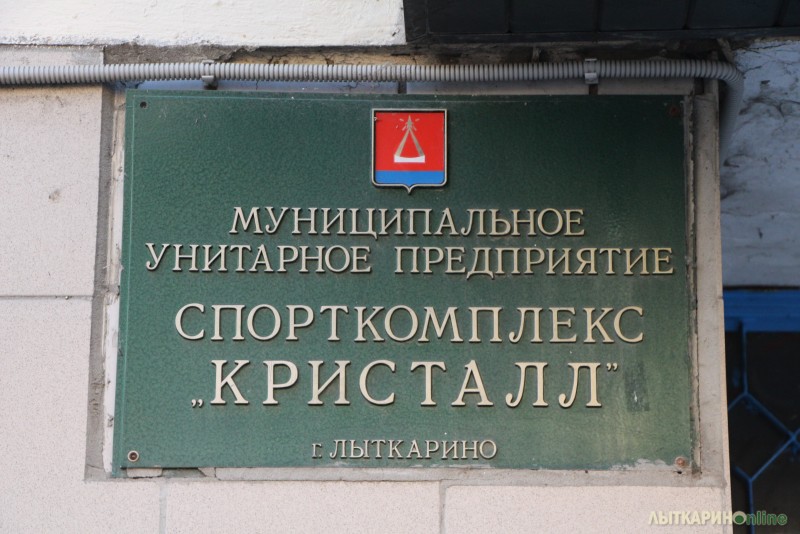 МУНИЦИПАЛЬНОЕ
УНИТАРНОЕ ПРЕДПРИЯТИЕ
СПОРТКОМПЛЕКС
„КРИСТАЛЛ”
г. ЛЫТКАРИНО
ЛЫТКАРИНОonline